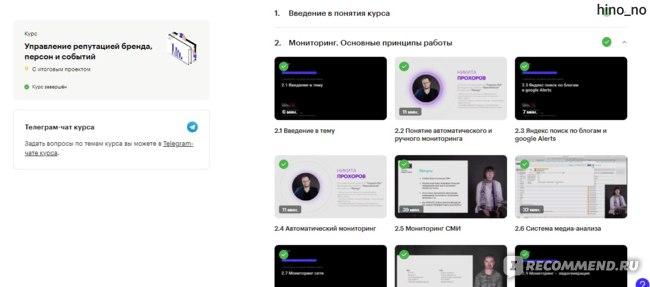 hino_no
Курс
Управление репутацией бренда,
персон и событий
С итоговым проектом
Курс завершён
Телеграм-чат курса
Задать вопросы по темам курса вы можете в Telegram-
чате курса.
1. Введение в понятия курса
2. Мониторинг. Основные принципы работы
2.1 Введение в тему
6 мин.
НИКИТА
ПРОХОРОВ
11 мин.
2.3 Яндекс поиск по блогам
и google Alerts
7 мин.
2.1 Введение в тему
2.2 Понятие автоматического и
ручного мониторинга
2.3 Яндекс поиск по блогам и
google Alerts
НИКИТА
ПРОХОРОВ
11 мин.
39 мин.
32 мин.
2.4 Автоматический мониторинг
2.5 Мониторинг СМИ
2.6 Система медиа-анализа
2.7 Мониторинг сети
IRECOMMEND.RU